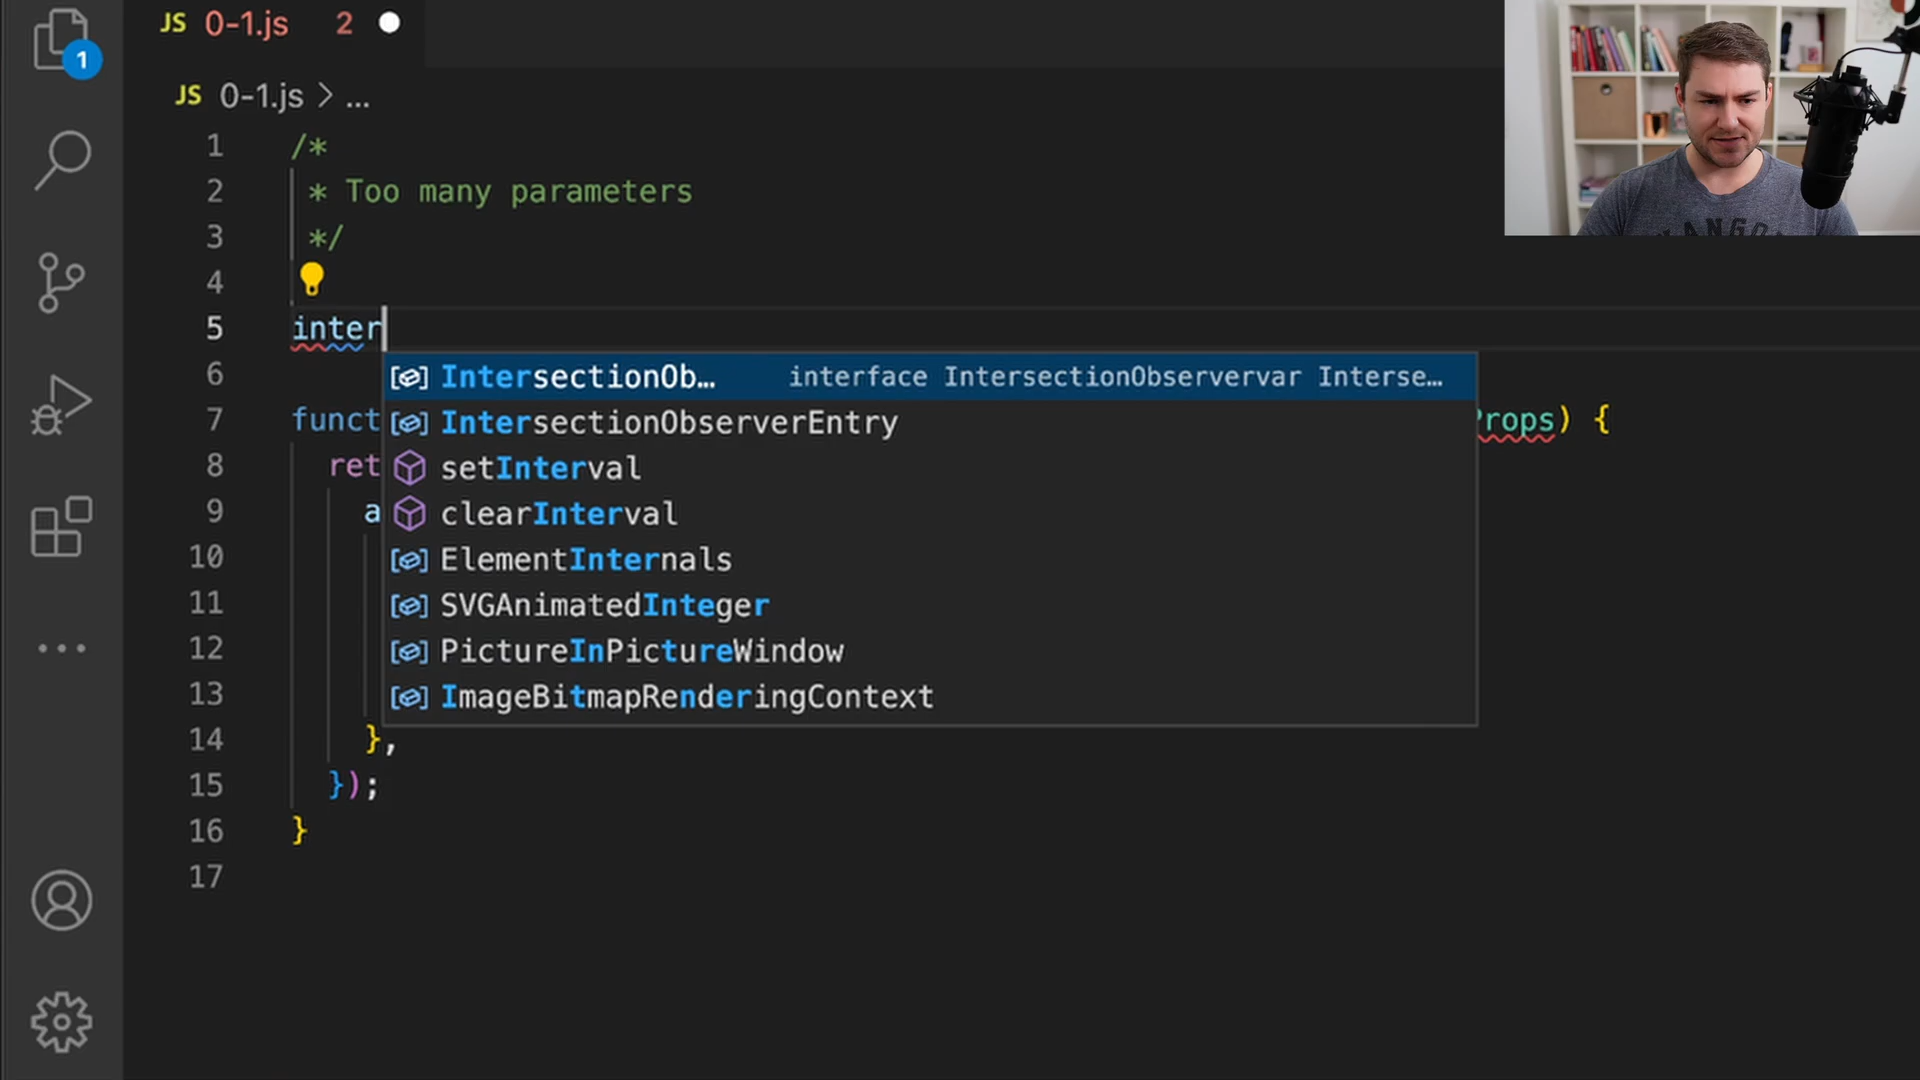 JS 0-1.js 2
1
JS 0-1.js > ...
1 /*
2 * Too many parameters
3 */
4
5 inter
6 IntersectionOb… interface IntersectionObservervar Interse…
7 funct IntersectionObserverEntry Props) {
8 ret setInterval
9 a clearInterval
10 ElementInternals
11 SVGAnimatedInteger
12 PictureInPictureWindow
13 ImageBitmapRenderingContext
14 },
15 });
16 }
17